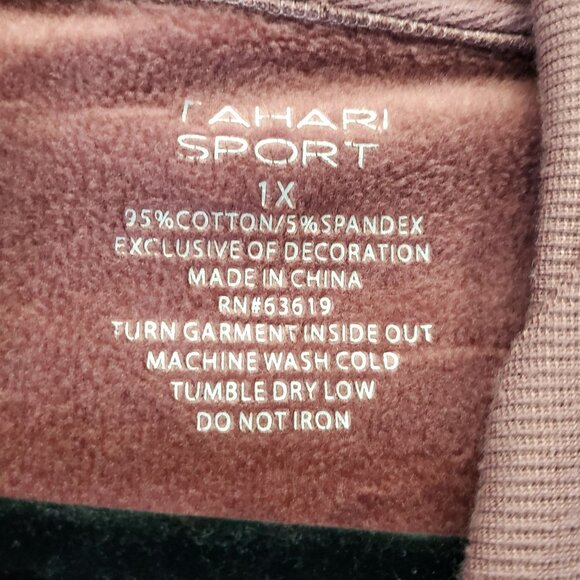 TAHARI
SPORT
1X
95%COTTON/5%SPANDEX
EXCLUSIVE OF DECORATION
MADE IN CHINA
RN#63619
TURN GARMENT INSIDE OUT
MACHINE WASH COLD
TUMBLE DRY LOW
DO NOT IRON